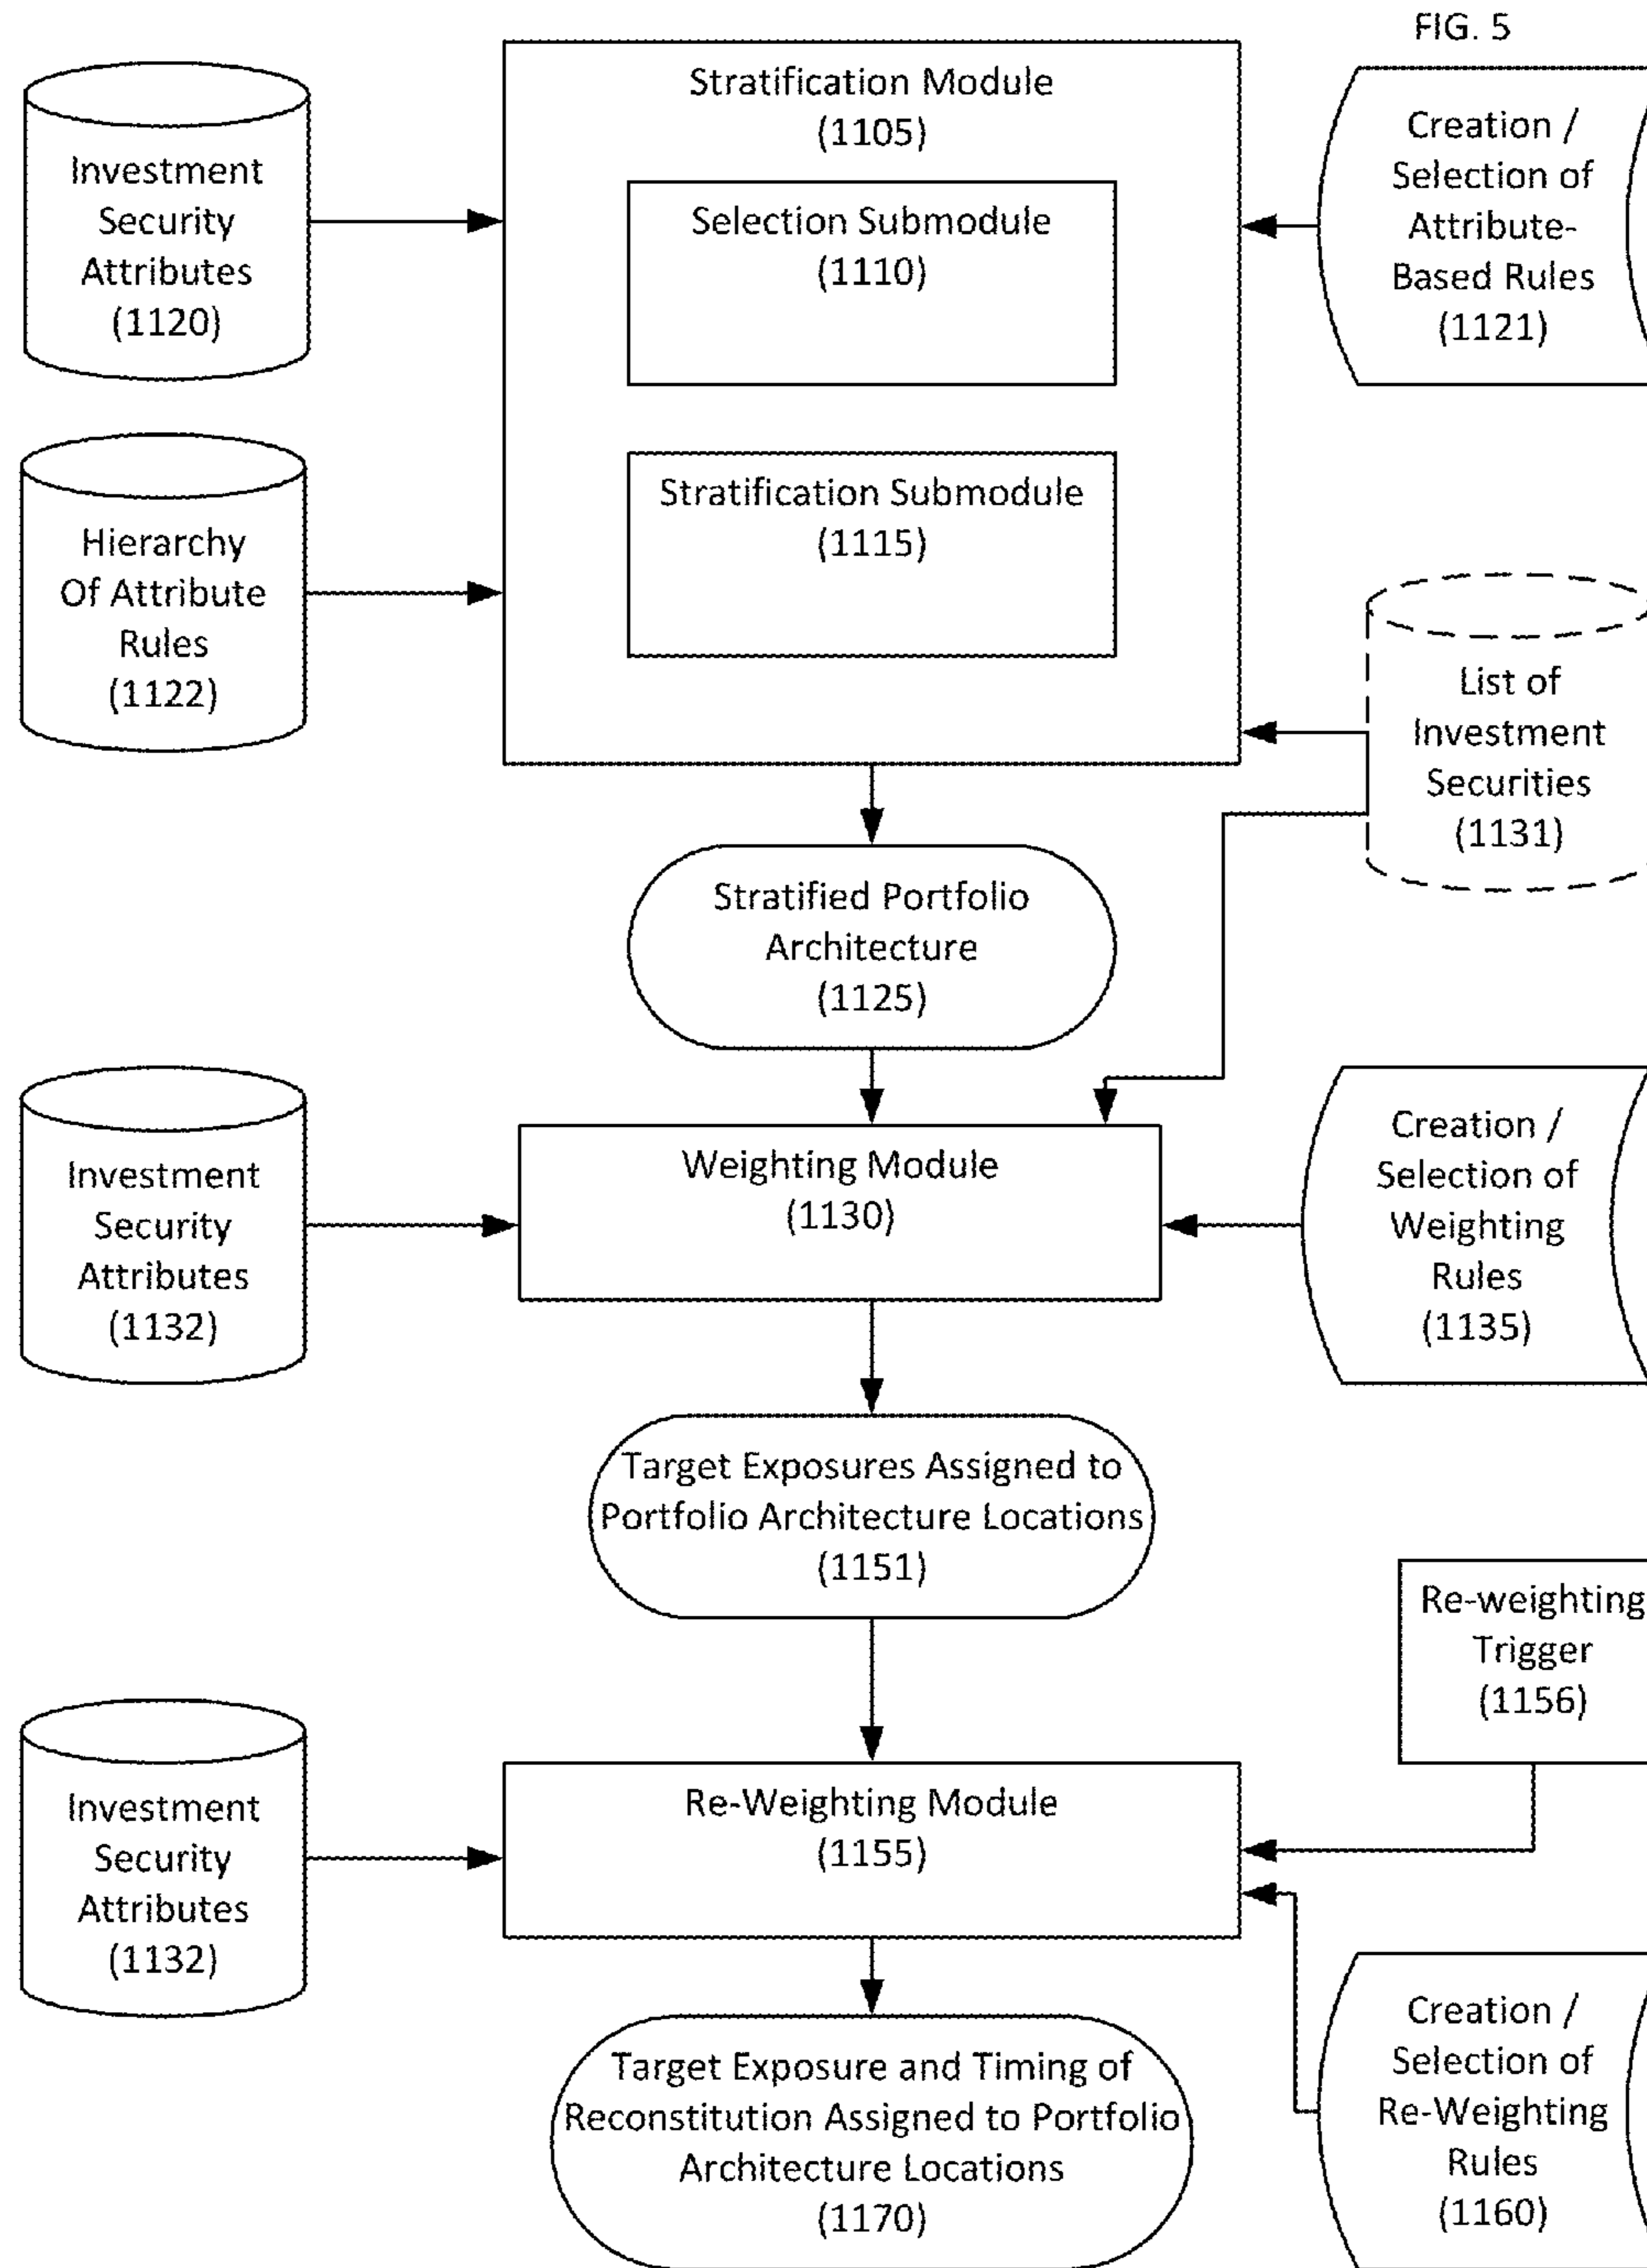 FIG. 5
Stratification Module
(1105)
Investment
Security
Attributes
(1120)
Selection Submodule
(1110)
Creation /
Selection of
Attribute-
Based Rules
(1121)
Hierarchy
Of Attribute
Rules
(1122)
Stratification Submodule
(1115)
List of
Investment
Securities
(1131)
Stratified Portfolio
Architecture
(1125)
Investment
Security
Attributes
(1132)
Weighting Module
(1130)
Creation /
Selection of
Weighting
Rules
(1135)
Target Exposures Assigned to
Portfolio Architecture Locations
(1151)
Re-weighting
Trigger
(1156)
Investment
Security
Attributes
(1132)
Re-Weighting Module
(1155)
Creation /
Selection of
Re-Weighting
Rules
(1160)
Target Exposure and Timing of
Reconstitution Assigned to Portfolio
Architecture Locations
(1170)